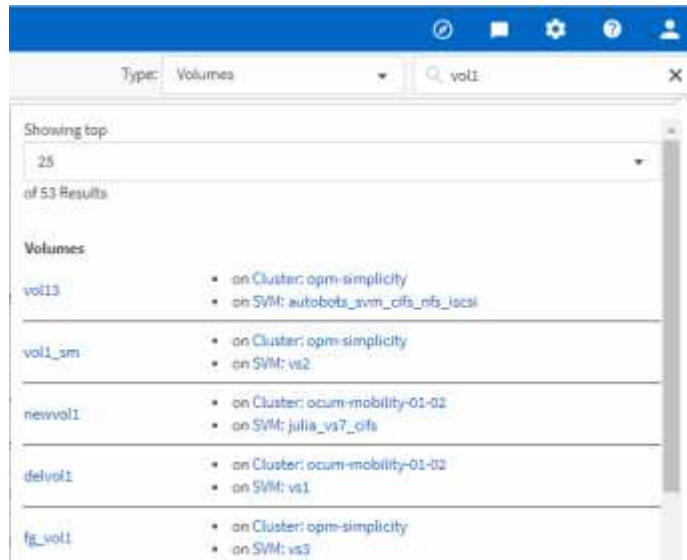 Type: Volumes vol1
Showing top
25
of 53 Results
Volumes
vol13
on Cluster: opm-simplicity
on SVM: autobots_svm_cifs_nfs_iscsi
vol1_sm
on Cluster: opm-simplicity
on SVM: vs2
newvol1
on Cluster: ocum-mobility-01-02
on SVM: julia_vs7_cifs
delvol1
on Cluster: ocum-mobility-01-02
on SVM: vs1
fg_vol1
on Cluster: opm-simplicity
on SVM: vs3